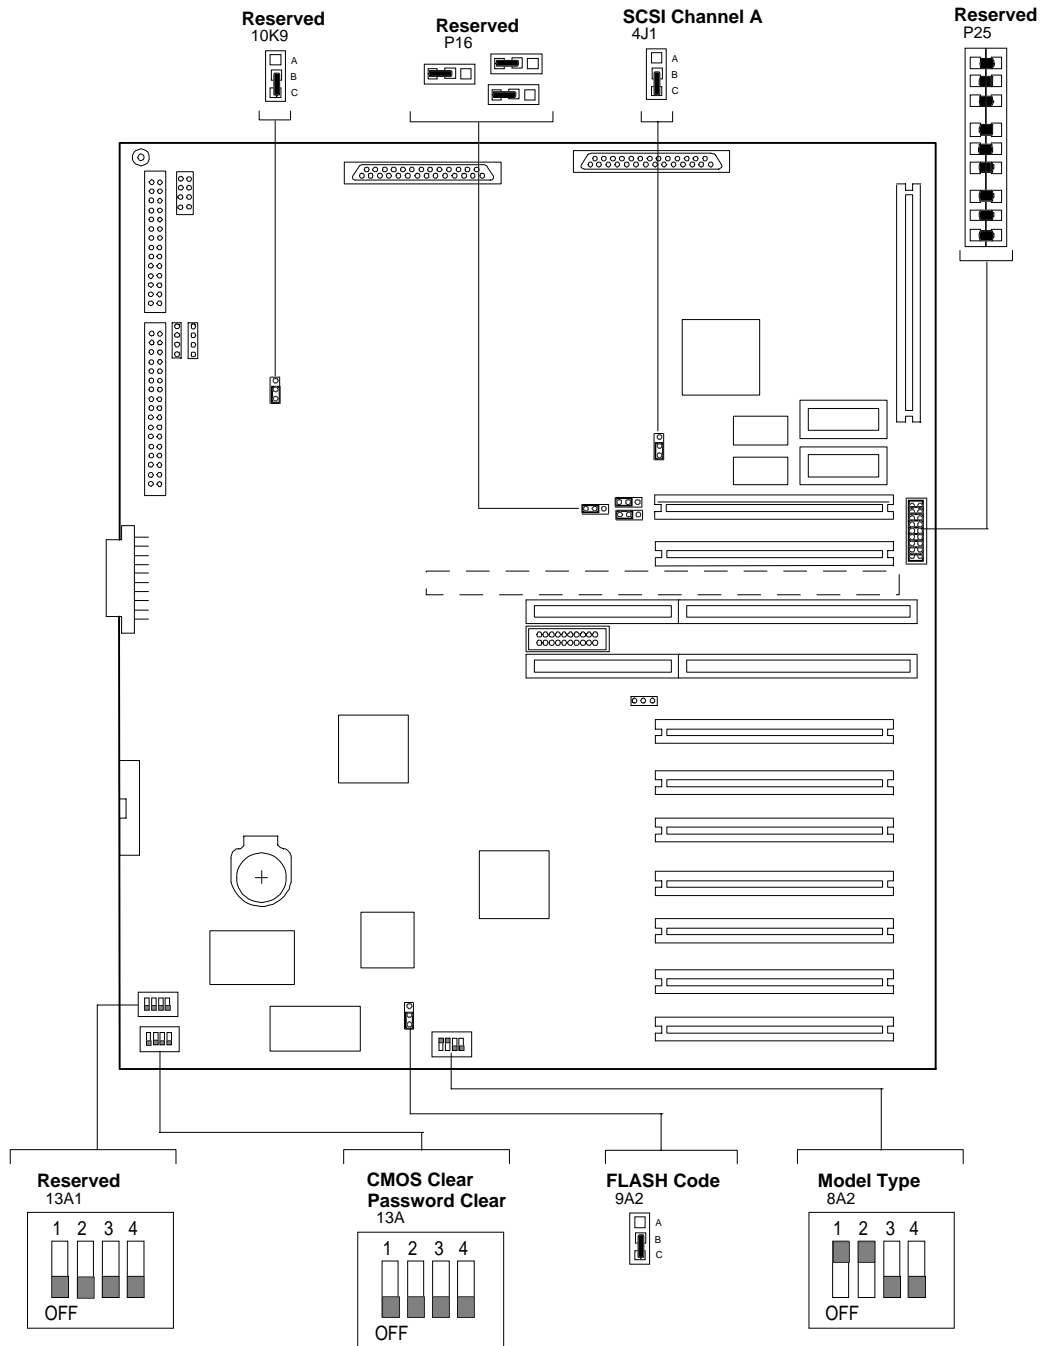 Reserved
10K9
A
B
C
Reserved
P16
SCSI Channel A
4J1
A
B
C
Reserved
P25
Reserved
13A1
1 2 3 4
OFF
CMOS Clear
Password Clear
13A
1 2 3 4
OFF
FLASH Code
9A2
A
B
C
Model Type
8A2
1 2 3 4
OFF